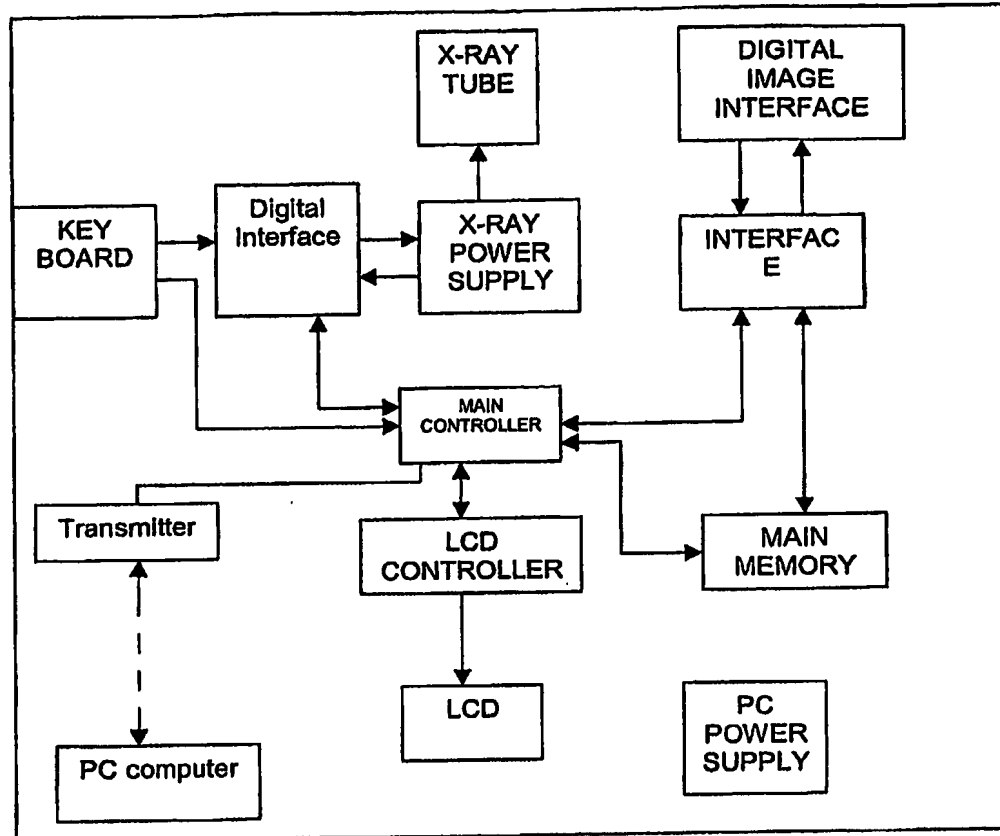 X-RAY
TUBE
DIGITAL
IMAGE
INTERFACE
KEY
BOARD
Digital
Interface
X-RAY
POWER
SUPPLY
INTERFAC
E
MAIN
CONTROLLER
Transmitter
LCD
CONTROLLER
MAIN
MEMORY
LCD
PC
POWER
SUPPLY
PC computer